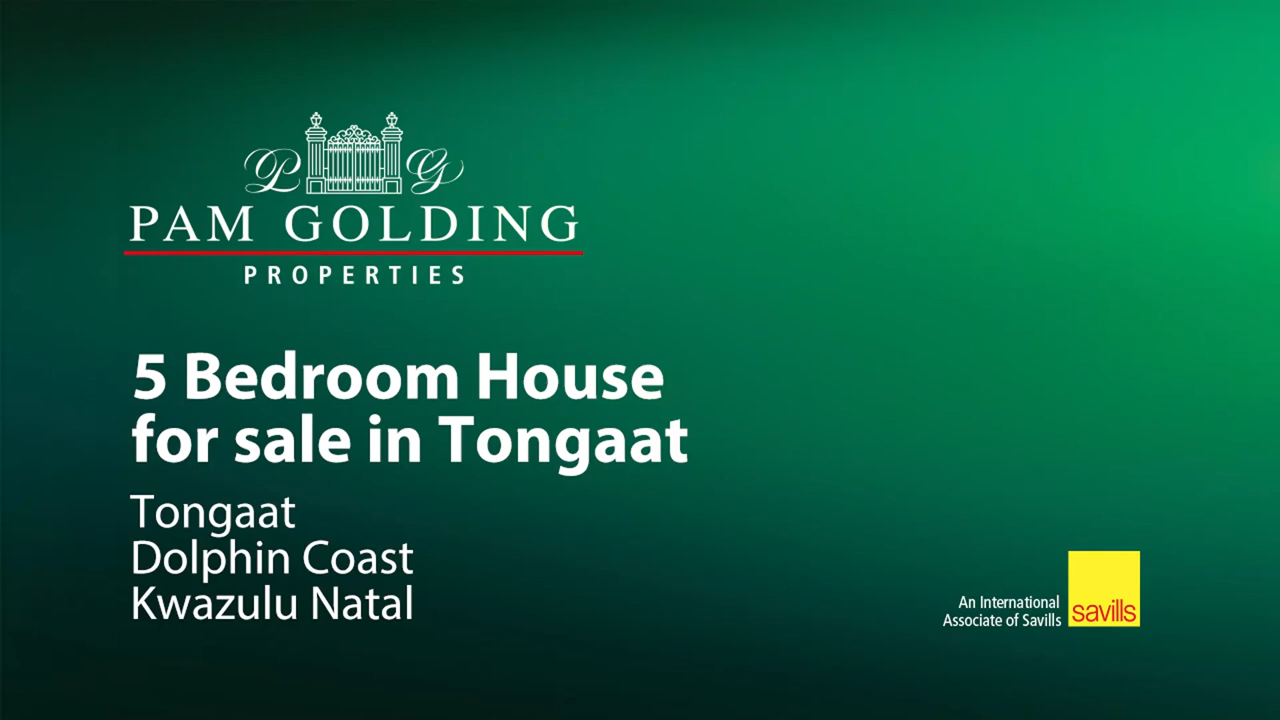 P G
PAM GOLDING
PROPERTIES
5 Bedroom House
for sale in Tongaat
Tongaat
Dolphin Coast
Kwazulu Natal
An International
Associate of Savills
savills